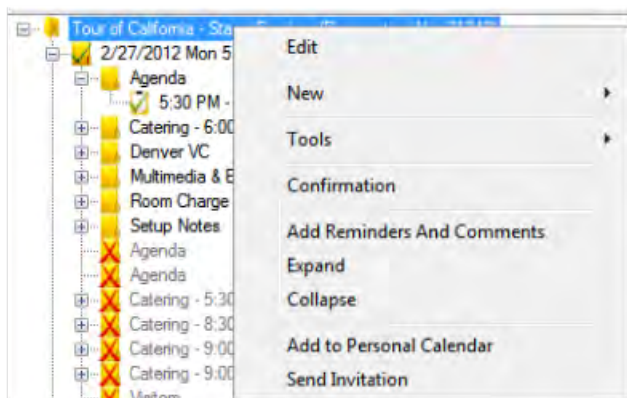 Tour of California - Sta
Edit
2/27/2012 Mon 5
Agenda
New
5:30 PM -
Catering - 6:00
Tools
Denver VC
Multimedia & E
Confirmation
Room Charge
Setup Notes
Add Reminders And Comments
Agenda
Expand
Agenda
Catering - 5:30
Collapse
Catering - 8:30
Catering - 9:00
Add to Personal Calendar
Catering - 9:00
Send Invitation
Visitors